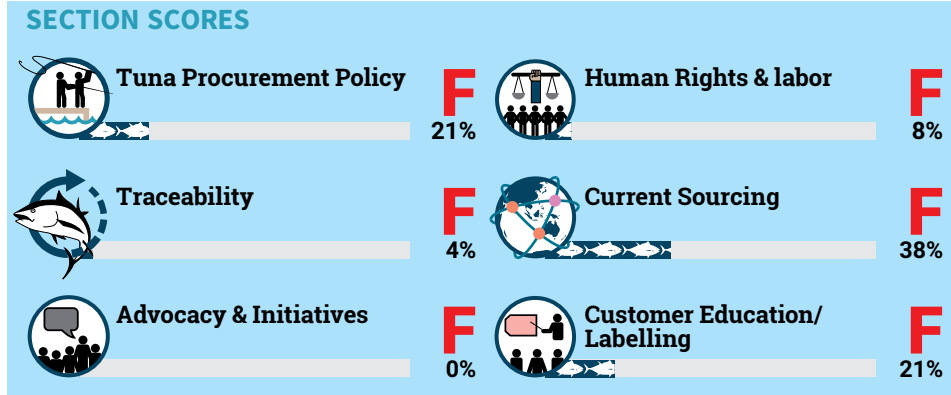 SECTION SCORES
Tuna Procurement Policy
F
21%
Human Rights & labor
F
8%
Traceability
F
4%
Current Sourcing
F
38%
Advocacy & Initiatives
F
0%
Customer Education/
Labelling
F
21%